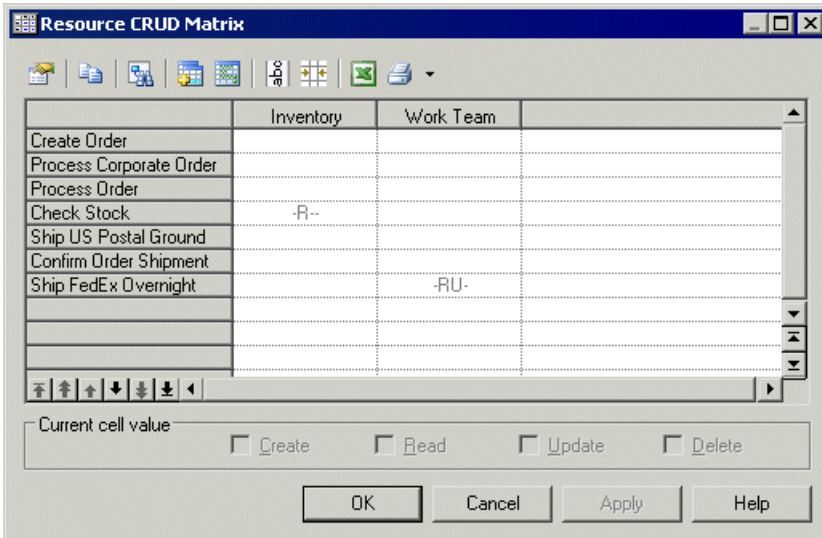 Resource CRUD Matrix
abc
Inventory Work Team
Create Order
Process Corporate Order
Process Order
Check Stock -R--
Ship US Postal Ground
Confirm Order Shipment
Ship FedEx Overnight -RU-
Current cell value
Create Read Update Delete
OK Cancel Apply Help